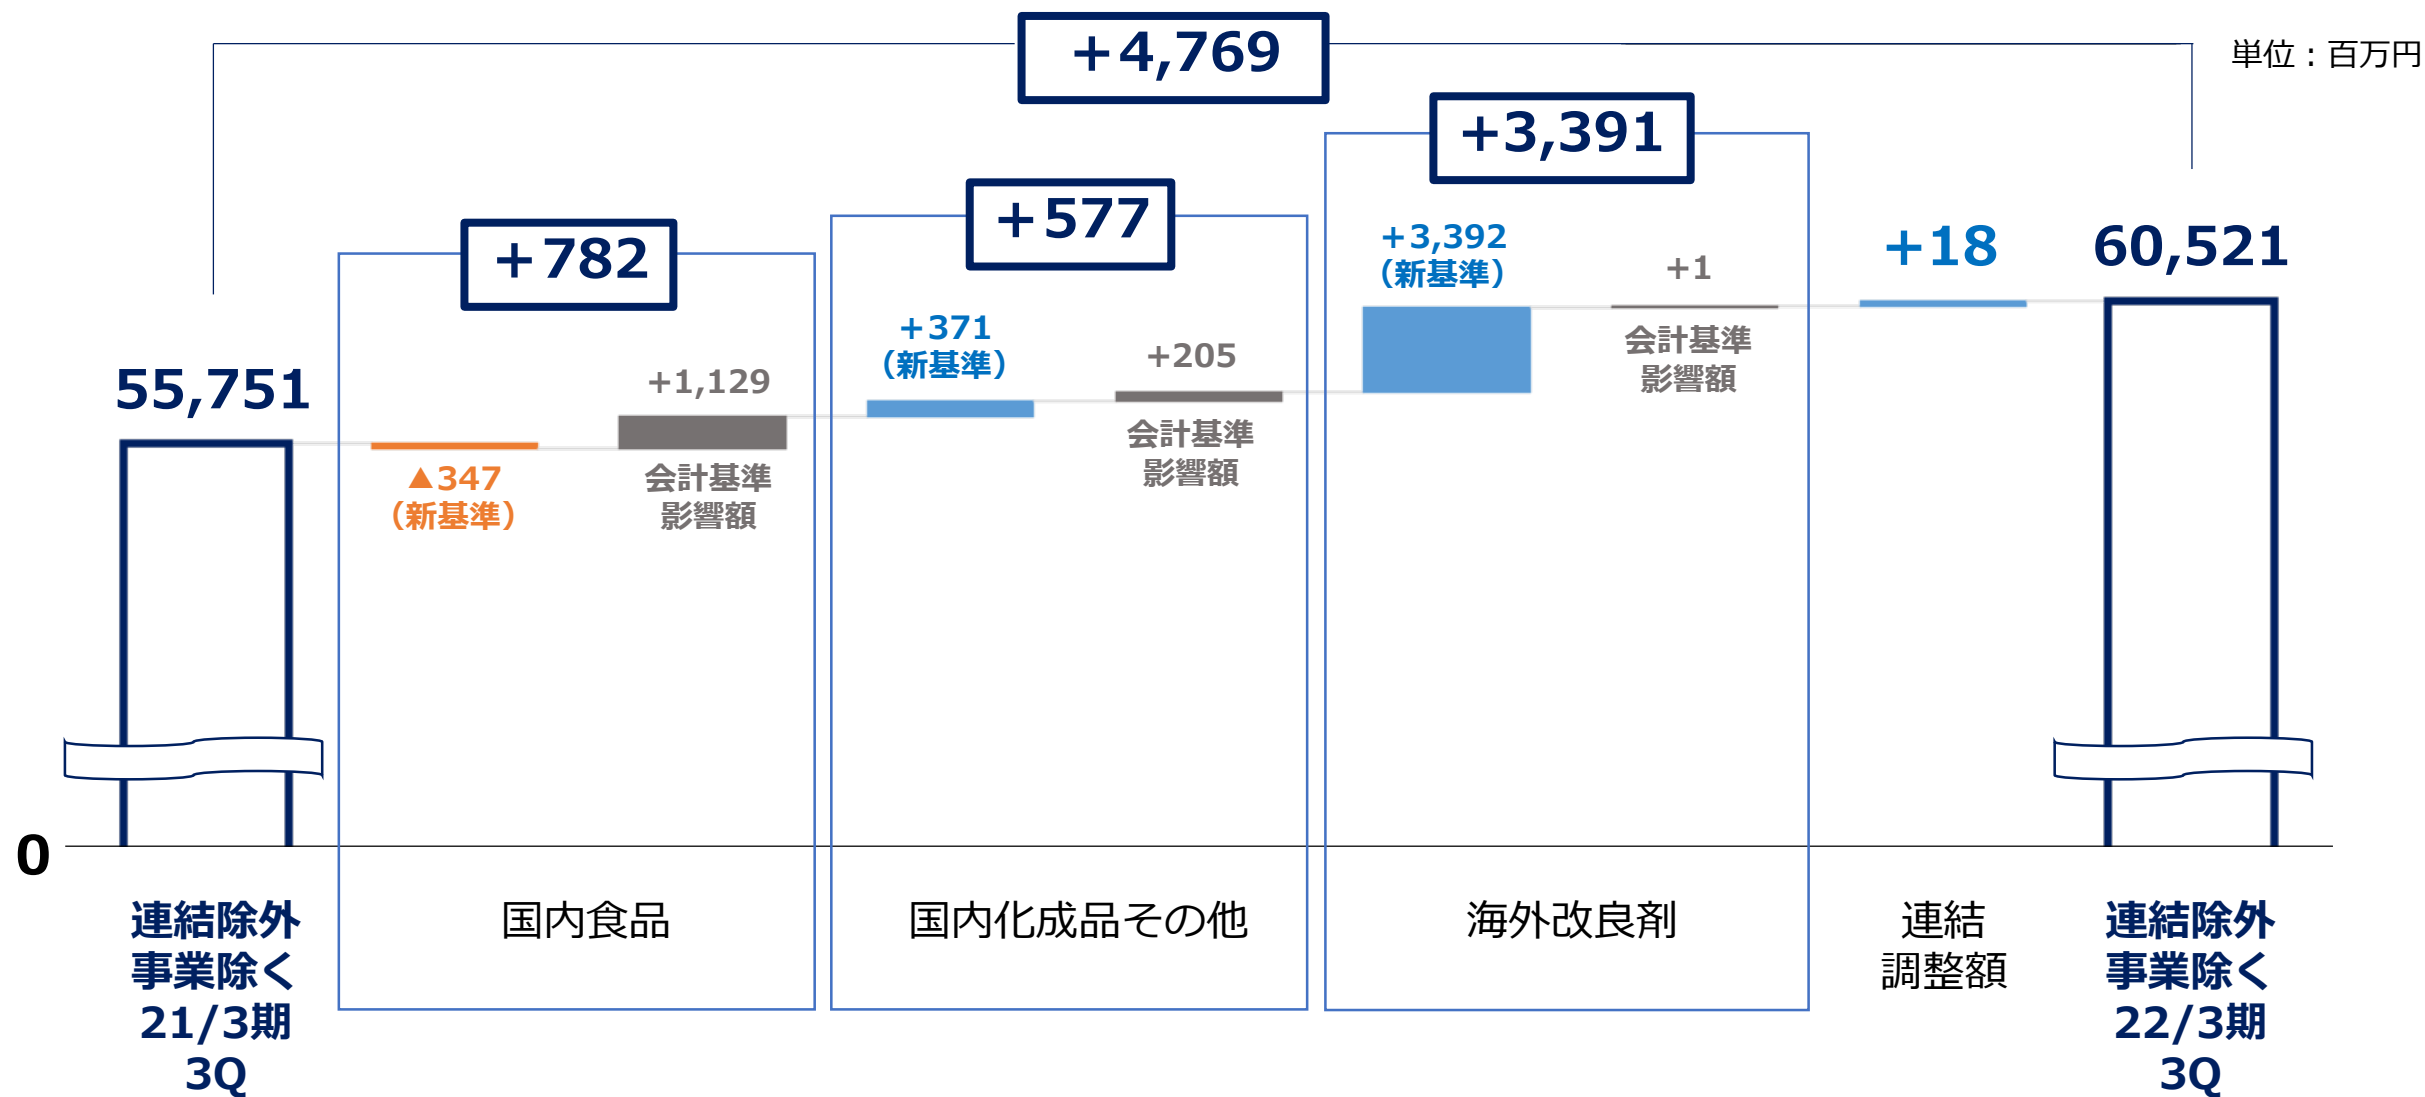 +4,769
単位：百万円
+3,391
+577
+782
+3,392
（新基準）
+1
会計基準
影響額
+18
60,521
+371
（新基準）
+205
会計基準
影響額
55,751
+1,129
会計基準
影響額
▲347
（新基準）
0
連結除外
事業除く
21/3期
3Q
国内食品
国内化成品その他
海外改良剤
連結
調整額
連結除外
事業除く
22/3期
3Q